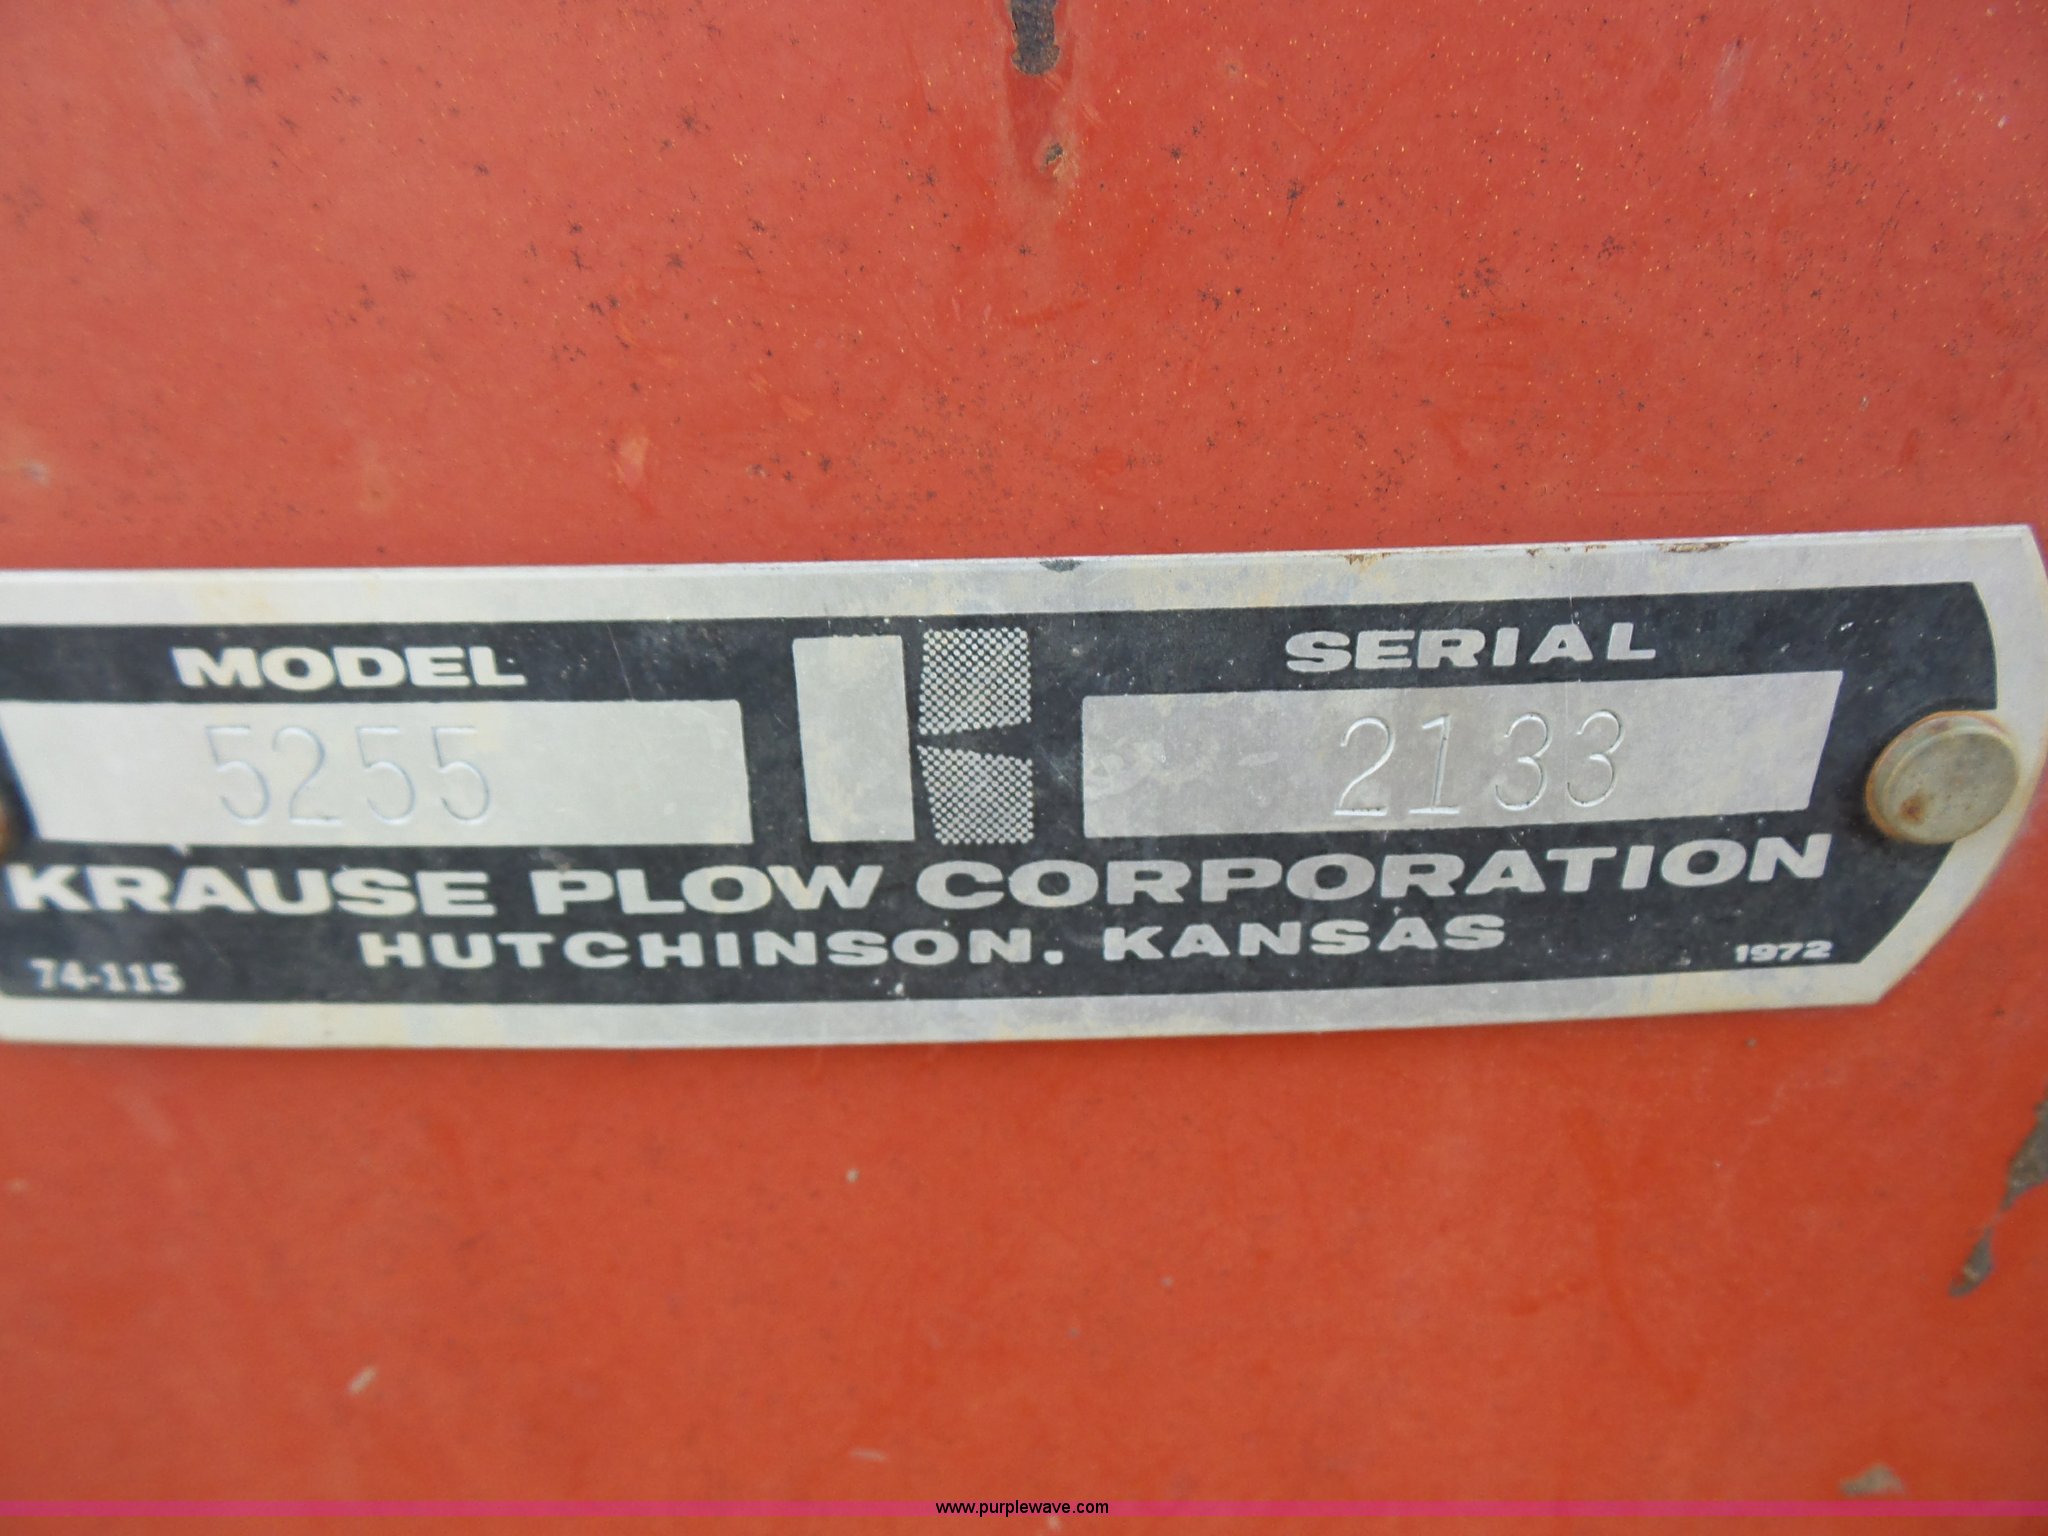 MODEL SERIAL
5255 2133
KRAUSE PLOW CORPORATION
HUTCHINSON, KANSAS
74-115 1972
www.purplewave.com